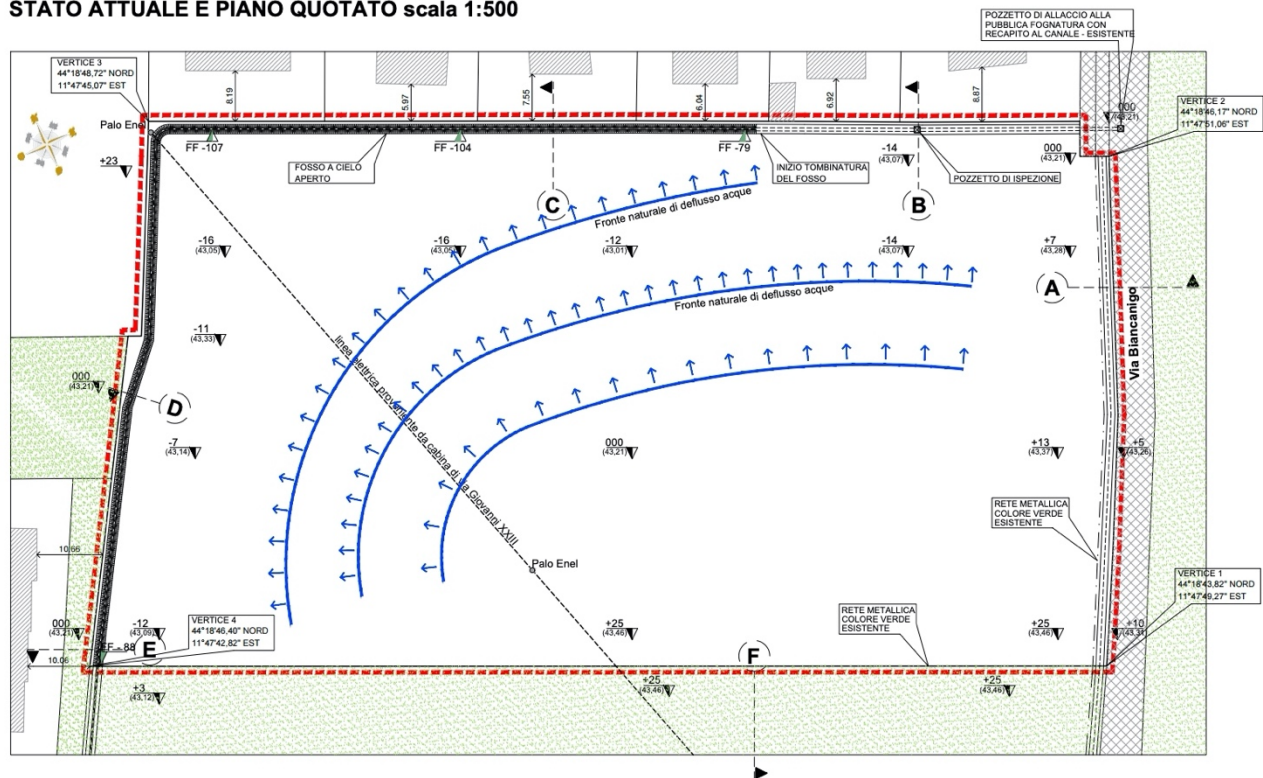 STATO ATTUALE E PIANO QUOTATO scala 1:500
POZZETTO DI ALLACCIO ALLA
PUBBLICA FOGNATURA CON
RECAPITO AL CANALE - ESISTENTE
VERTICE 3
44°18'48,72" NORD
11°47'45,07" EST
8.19
5.97
7.55
6.04
6.92
8.87
VERTICE 2
44°18'46,17" NORD
11°47'51,06" EST
000
(43,21)
Palo Enel
FF -107
FF -104
FF -79
+23
FOSSO A CIELO
APERTO
INIZIO TOMBINATURA
DEL FOSSO
-14
(43,07)
POZZETTO DI ISPEZIONE
000
(43,21)
C
B
Fronte naturale di deflusso acque
-16
(43,05)
-16
(43,05)
-12
(43,01)
-14
(43,07)
+7
(43,28)
A
Fronte naturale di deflusso acque
Via Biancanigo
-11
(43,33)
linea elettrica proveniente da cabina di via Giovanni XXIII
000
(43,21)
D
-7
(43,14)
000
(43,21)
+13
(43,37)
+5
(43,26)
RETE METALLICA
COLORE VERDE
ESISTENTE
10.66
Palo Enel
VERTICE 1
44°18'43,82" NORD
11°47'49,27" EST
RETE METALLICA
COLORE VERDE
ESISTENTE
VERTICE 4
44°18'46,40" NORD
11°47'42,82" EST
000
(43,21)
-12
(43,09)
+25
(43,46)
+25
(43,46)
+10
(43,31)
FF - 88
E
F
10.06
+3
(43,12)
+25
(43,46)
+25
(43,46)